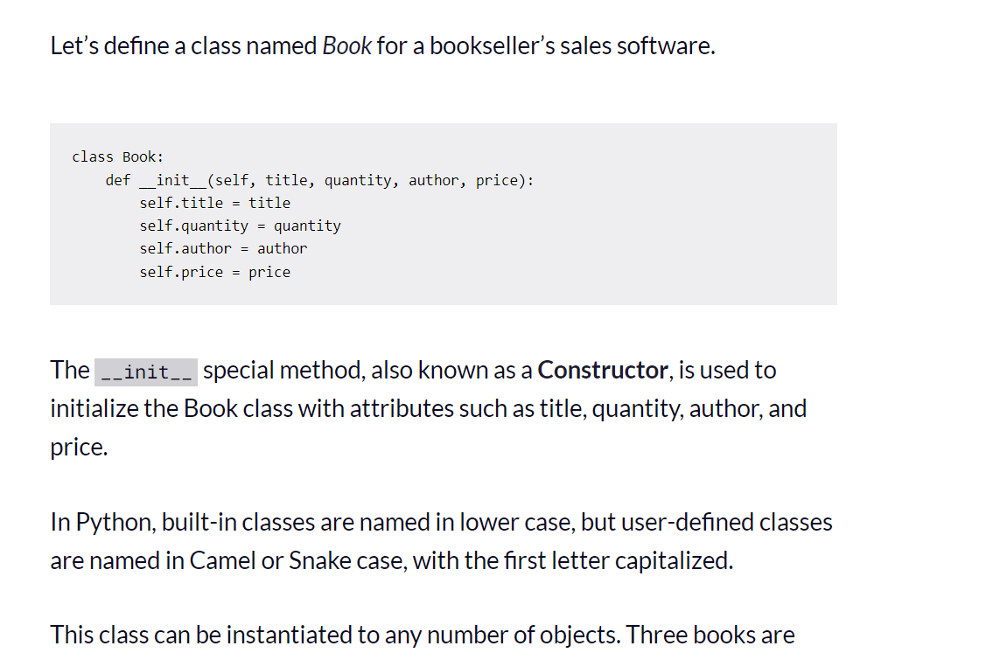 Let’s define a class named Book for a bookseller’s sales software.
class Book:
    def __init__(self, title, quantity, author, price):
        self.title = title
        self.quantity = quantity
        self.author = author
        self.price = price
The __init__ special method, also known as a Constructor, is used to
initialize the Book class with attributes such as title, quantity, author, and
price.
In Python, built-in classes are named in lower case, but user-defined classes
are named in Camel or Snake case, with the first letter capitalized.
This class can be instantiated to any number of objects. Three books are